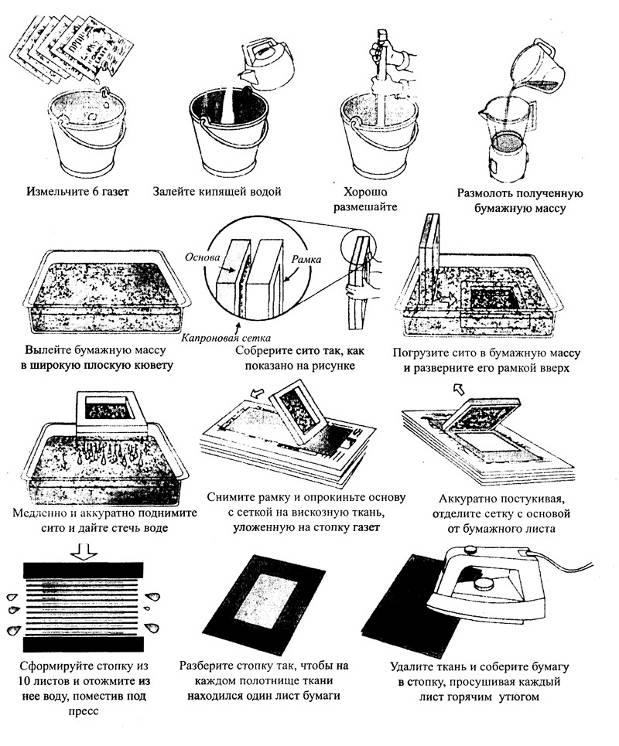 Измельчите 6 газет
Залейте кипящей водой
Хорошо
размешайте
Размолоть полученную
бумажную массу
Основа
Рамка
Капроновая сетка
Вылейте бумажную массу
в широкую плоскую кювету
Соберерите сито так, как
показано на рисунке
Погрузите сито в бумажную массу
и разверните его рамкой вверх
Медленно и аккуратно поднимите
сито и дайте стечь воде
Снимите рамку и опрокиньте основу
с сеткой на вискозную ткань,
уложенную на стопку газет
Аккуратно постукивая,
отделите сетку с основой
от бумажного листа
Сформируйте стопку из
10 листов и отожмите из
нее воду, поместив под
пресс
Разберите стопку так, чтобы на
каждом полотнище ткани
находился один лист бумаги
Удалите ткань и соберите бумагу
в стопку, просушивая каждый
лист горячим утюгом